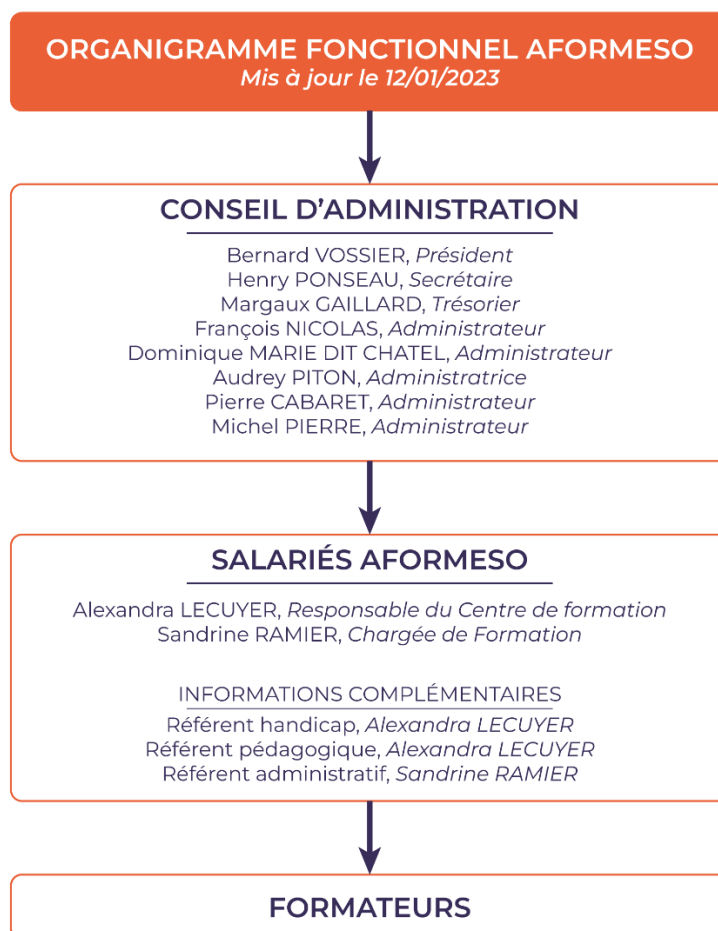 ORGANIGRAMME FONCTIONNEL AFORMESO
Mis à jour le 12/01/2023
CONSEIL D'ADMINISTRATION
Bernard VOSSIER, Président
Henry PONSEAU, Secrétaire
Margaux GAILLARD, Trésorier
François NICOLAS, Administrateur
Dominique MARIE DIT CHATEL, Administrateur
Audrey PITON, Administratrice
Pierre CABARET, Administrateur
Michel PIERRE, Administrateur
SALARIÉS AFORMESO
Alexandra LECUYER, Responsable du Centre de formation
Sandrine RAMIER, Chargée de Formation
INFORMATIONS COMPLÉMENTAIRES
Référent handicap, Alexandra LECUYER
Référent pédagogique, Alexandra LECUYER
Référent administratif, Sandrine RAMIER
FORMATEURS